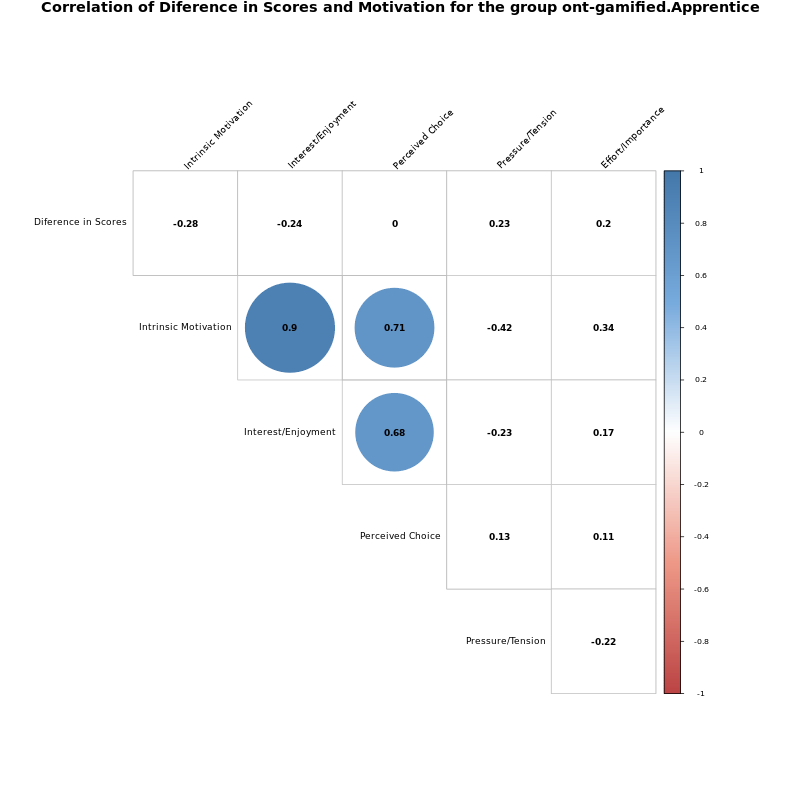 Correlation of Diference in Scores and Motivation for the group ont-gamified.Apprentice
Intrinsic Motivation
Interest/Enjoyment
Perceived Choice
Pressure/Tension
Effort/Importance
1
Diference in Scores -0.28 -0.24 0 0.23 0.2 0.8
0.6
Intrinsic Motivation 0.9 0.71 -0.42 0.34 0.4
0.2
Interest/Enjoyment 0.68 -0.23 0.17 0
-0.2
Perceived Choice 0.13 0.11 -0.4
-0.6
Pressure/Tension -0.22 -0.8
-1